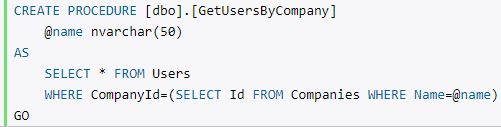 CREATE PROCEDURE [dbo].[GetUsersByCompany]
    @name nvarchar(50)
AS
    SELECT * FROM Users
    WHERE CompanyId=(SELECT Id FROM Companies WHERE Name=@name)
GO